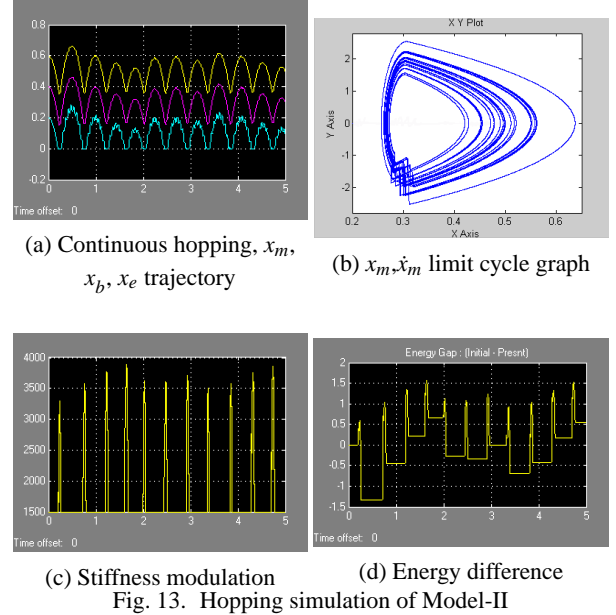 0.8
0.6
0.4
0.2
0
-0.2
0 1 2 3 4 5
Time offset: 0
(a) Continuous hopping, xₘ,
x_b, xₑ trajectory
X Y Plot
Y Axis
2
1
0
-1
-2
0.2 0.3 0.4 0.5 0.6
X Axis
(b) xₘ,ẋₘ limit cycle graph
4000
3500
3000
2500
2000
1500
0 1 2 3 4 5
Time offset: 0
(c) Stiffness modulation
Energy Gap : (Initial - Presnt)
2
1.5
1
0.5
0
-0.5
-1
-1.5
0 1 2 3 4 5
Time offset: 0
(d) Energy difference
Fig. 13. Hopping simulation of Model-II